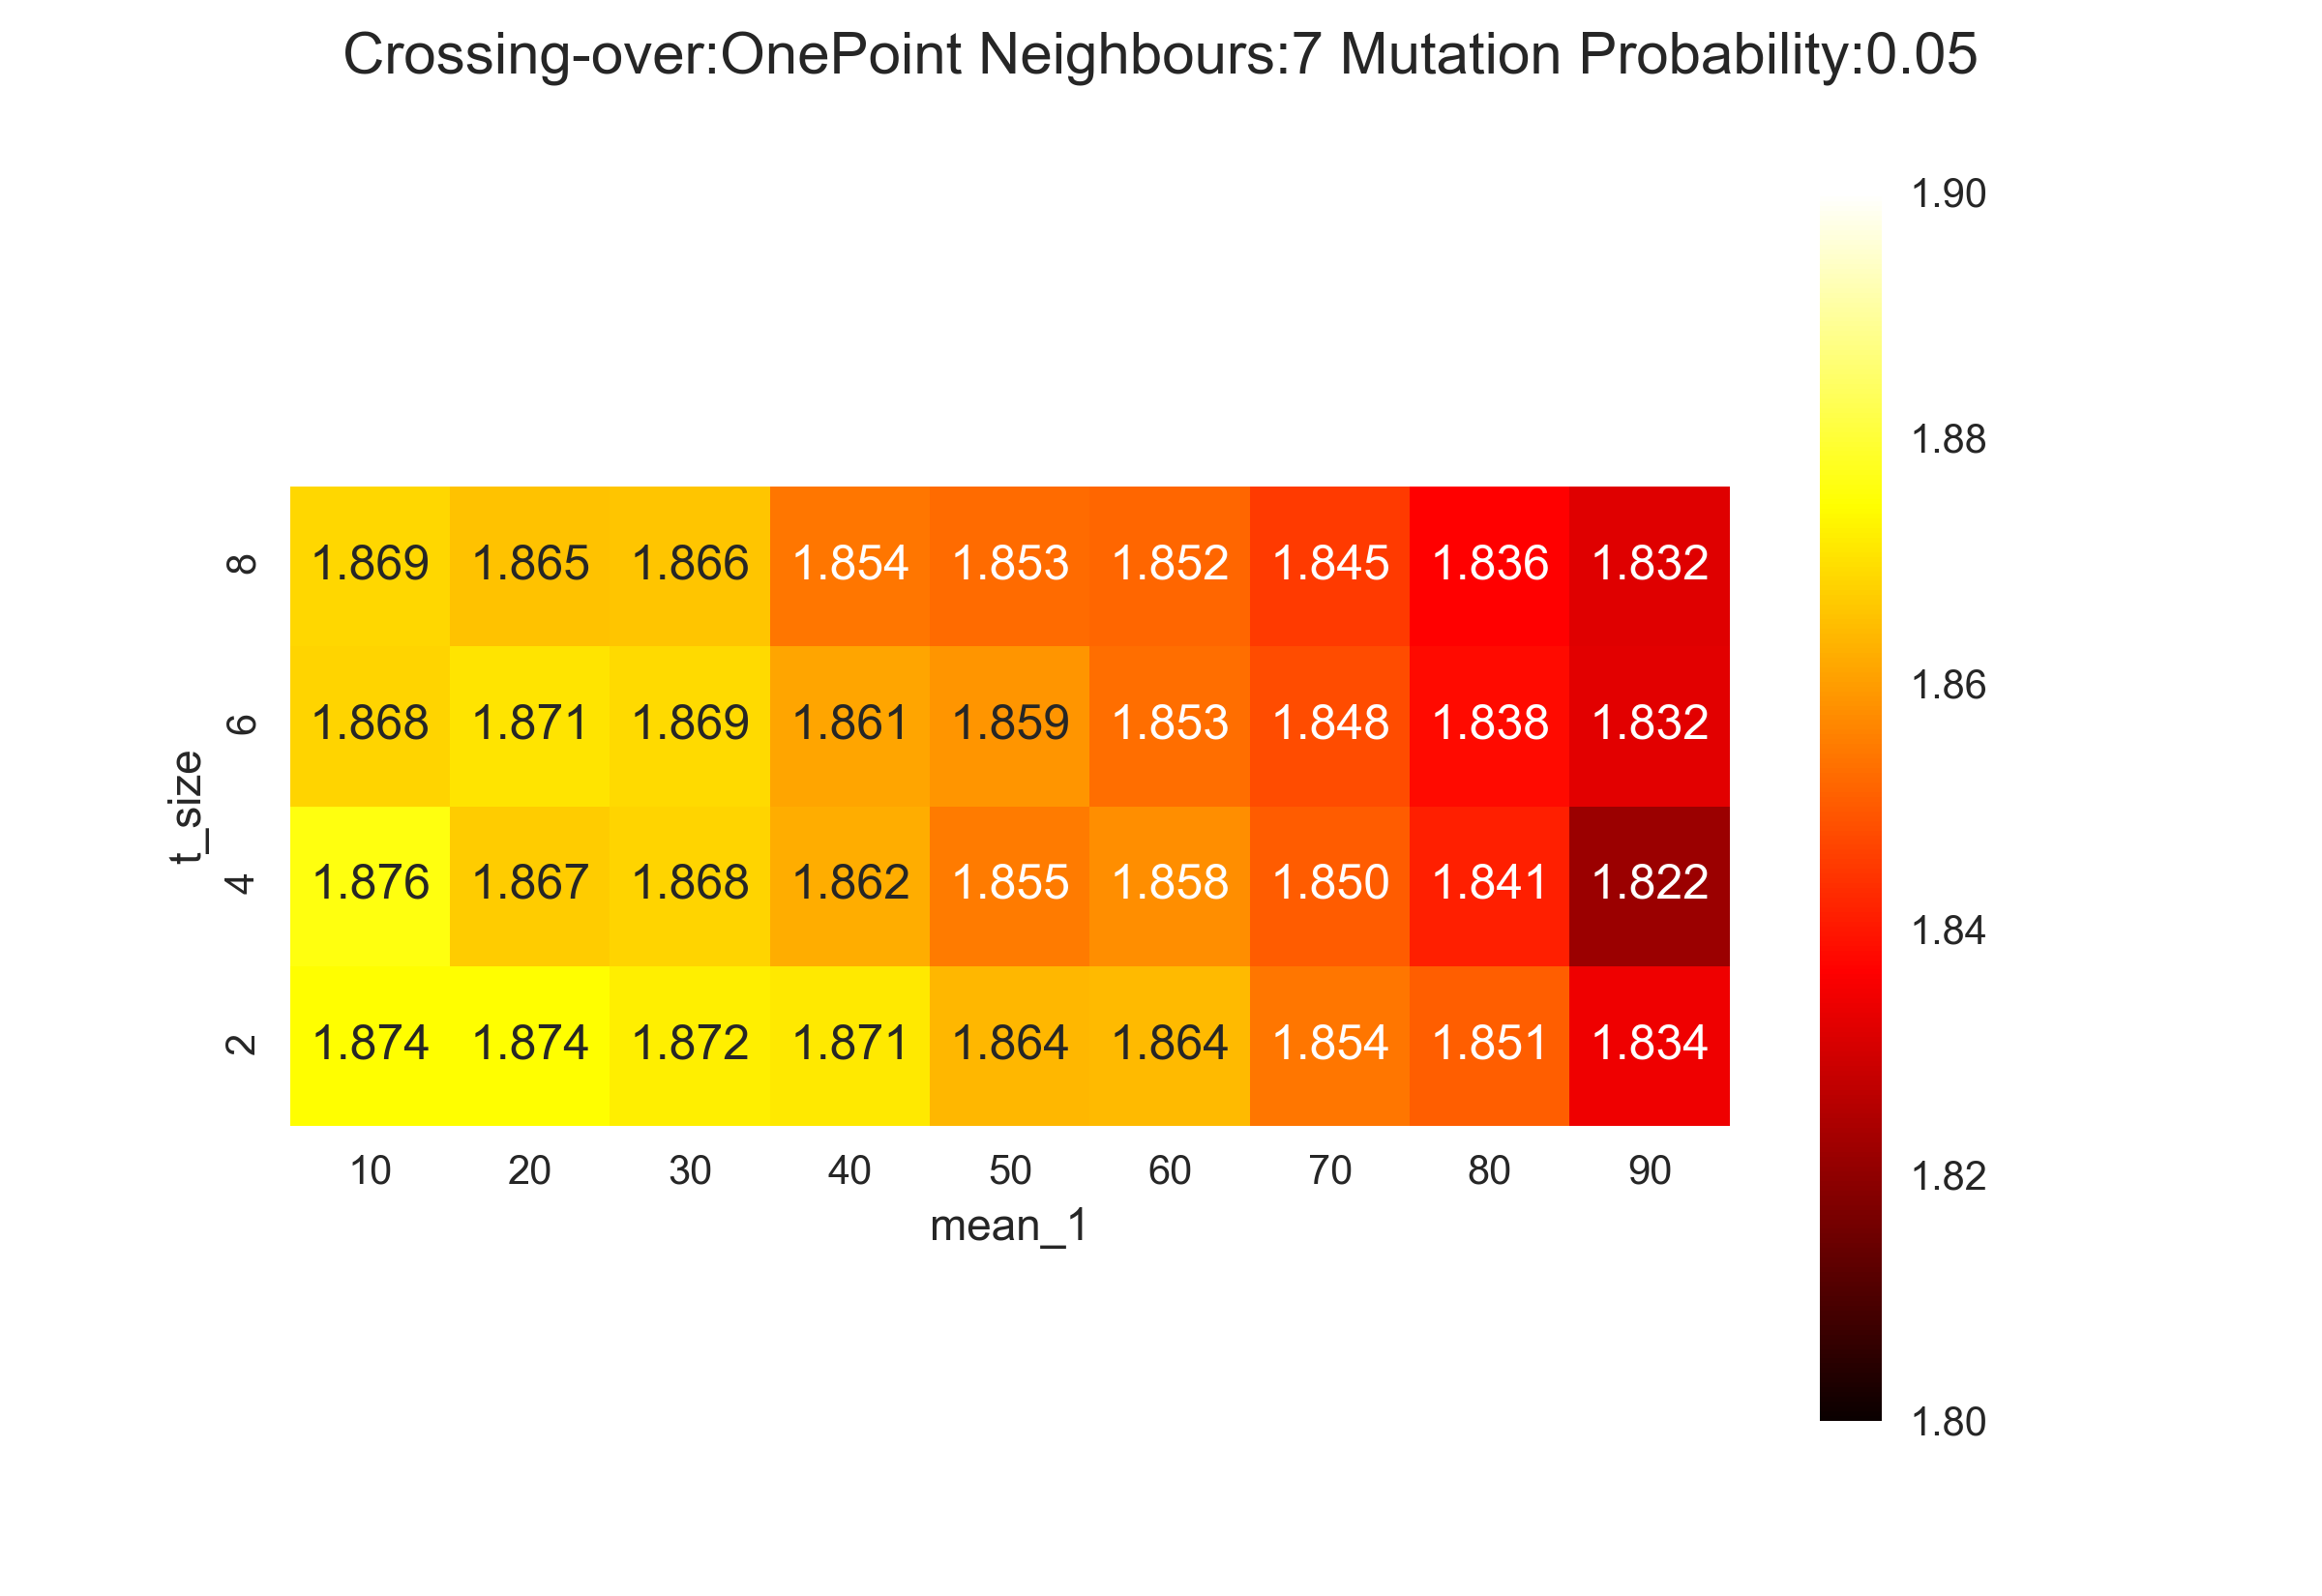 Crossing-over:OnePoint Neighbours:7 Mutation Probability:0.05
t_size
8 1.869 1.865 1.866 1.854 1.853 1.852 1.845 1.836 1.832
6 1.868 1.871 1.869 1.861 1.859 1.853 1.848 1.838 1.832
4 1.876 1.867 1.868 1.862 1.855 1.858 1.850 1.841 1.822
2 1.874 1.874 1.872 1.871 1.864 1.864 1.854 1.851 1.834
10 20 30 40 50 60 70 80 90
mean_1
1.90
1.88
1.86
1.84
1.82
1.80